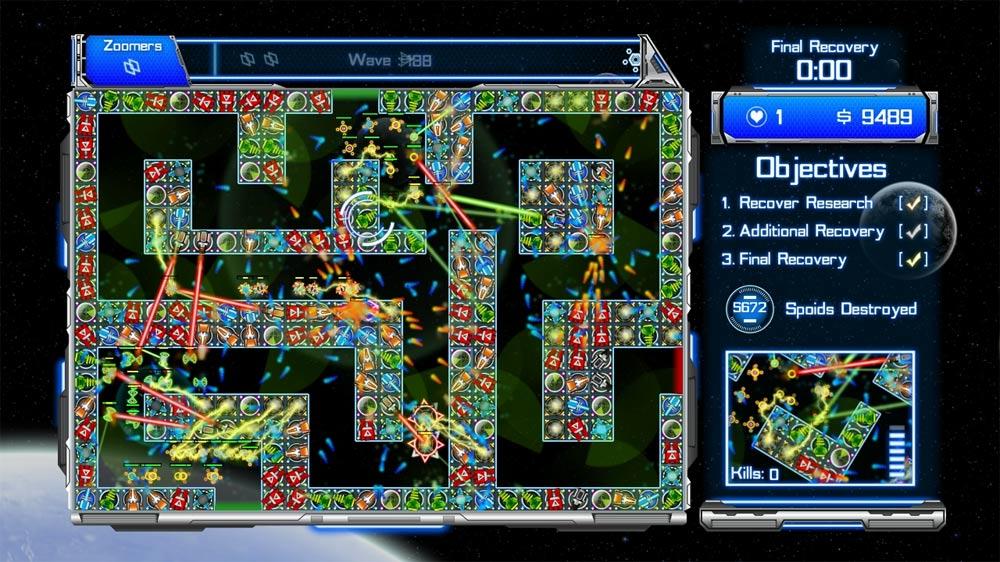 Zoomers
Wave
Final Recovery
0:00
1
$ 9489
Objectives
1. Recover Research [✓]
2. Additional Recovery [✓]
3. Final Recovery [✓]
5672 Spoids Destroyed
Kills: 0